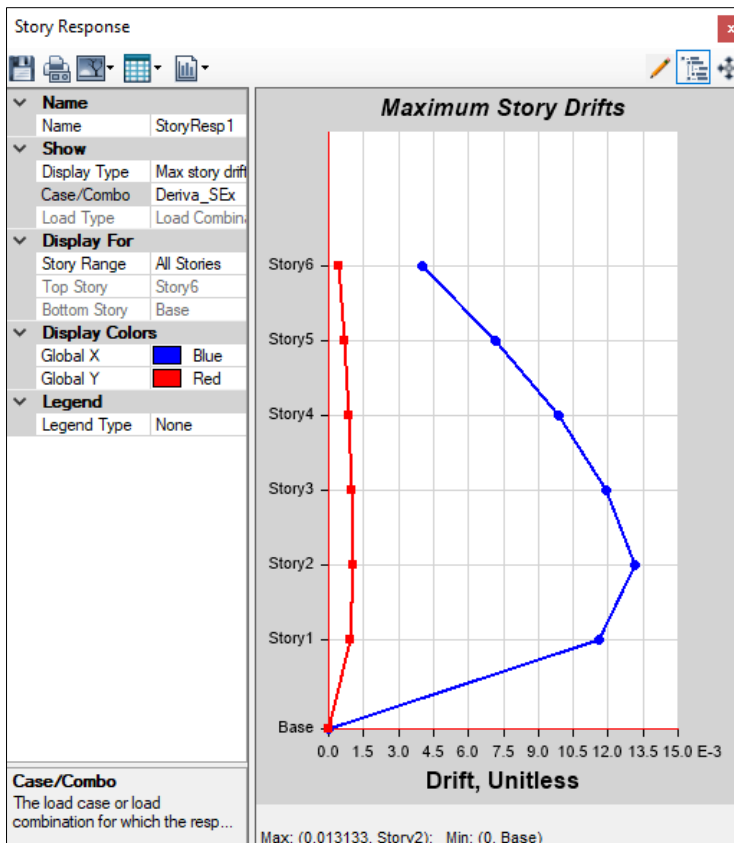 Story Response
x
Name
Name StoryResp1
Show
Display Type Max story drift
Case/Combo Deriva_SEx
Load Type Load Combin
Display For
Story Range All Stories
Top Story Story6
Bottom Story Base
Display Colors
Global X Blue
Global Y Red
Legend
Legend Type None
Case/Combo
The load case or load
combination for which the resp...
Maximum Story Drifts
Story6
Story5
Story4
Story3
Story2
Story1
Base
0.0 1.5 3.0 4.5 6.0 7.5 9.0 10.5 12.0 13.5 15.0 E-3
Drift, Unitless
Max: (0.013133, Story2); Min: (0, Base)